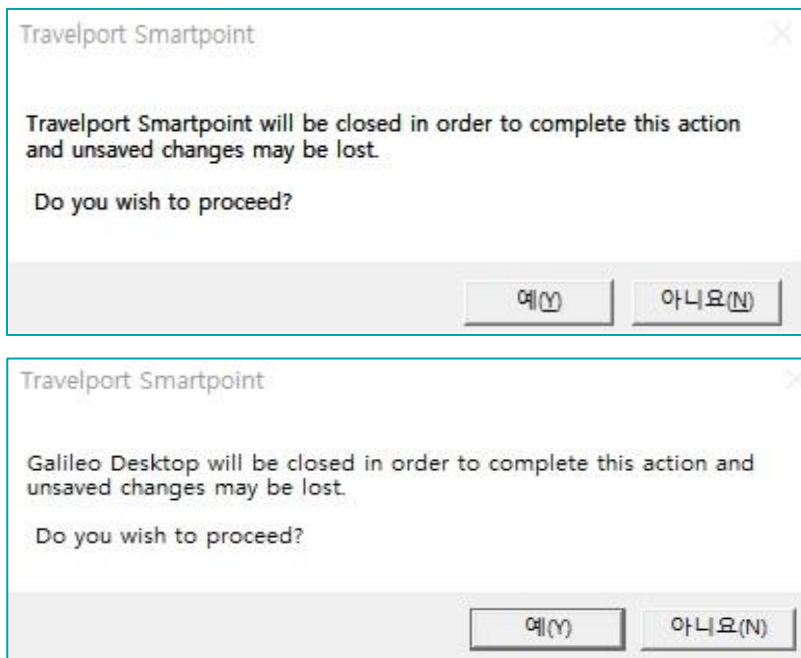 Travelport Smartpoint
Travelport Smartpoint will be closed in order to complete this action
and unsaved changes may be lost.
Do you wish to proceed?
예(Y) 아니요(N)
Travelport Smartpoint
Galileo Desktop will be closed in order to complete this action and
unsaved changes may be lost.
Do you wish to proceed?
예(Y) 아니요(N)